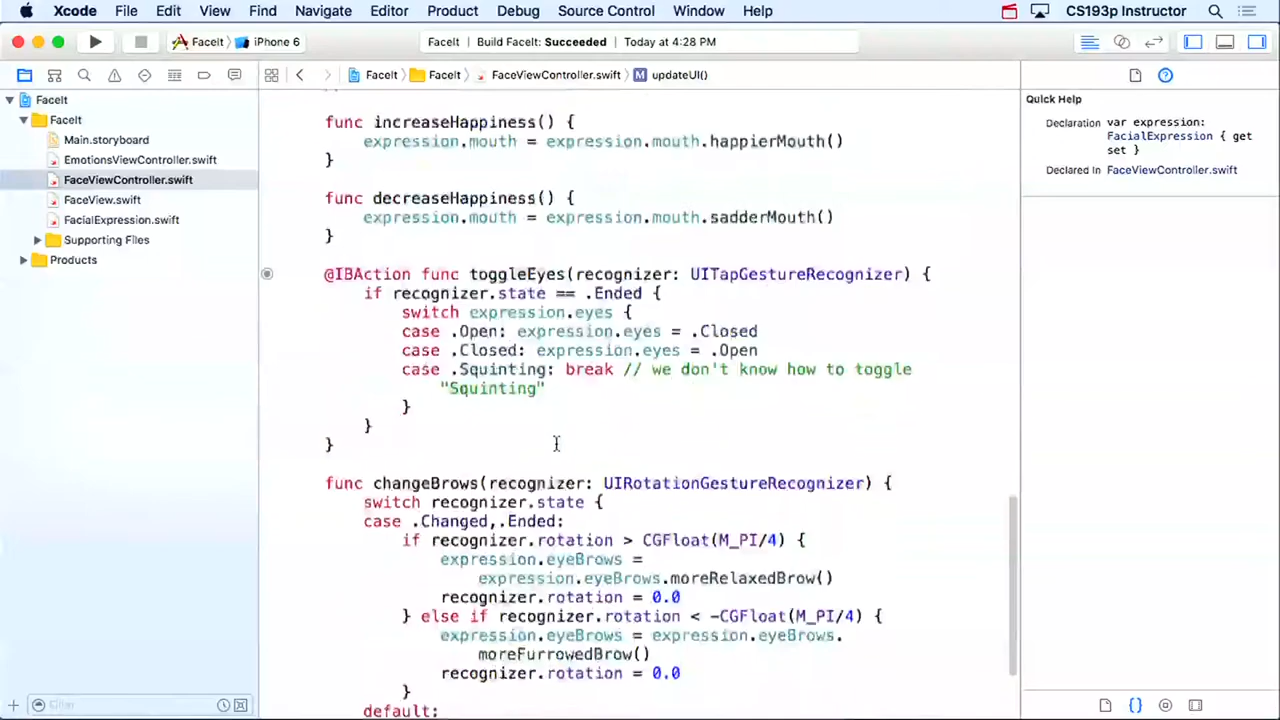 Xcode File Edit View Find Navigate Editor Product Debug Source Control Window Help CS193p Instructor
FaceIt iPhone 6 FaceIt Build FaceIt: Succeeded Today at 4:28 PM
FaceIt FaceIt FaceViewController.swift M updateUI()
FaceIt
FaceIt
Main.storyboard
EmotionsViewController.swift
FaceViewController.swift
FaceView.swift
FacialExpression.swift
Supporting Files
Products
Filter
func increaseHappiness() {
expression.mouth = expression.mouth.happierMouth()
}
func decreaseHappiness() {
expression.mouth = expression.mouth.sadderMouth()
}
@IBAction func toggleEyes(recognizer: UITapGestureRecognizer) {
if recognizer.state == .Ended {
switch expression.eyes {
case .Open: expression.eyes = .Closed
case .Closed: expression.eyes = .Open
case .Squinting: break // we don't know how to toggle
"Squinting"
}
}
}
func changeBrows(recognizer: UIRotationGestureRecognizer) {
switch recognizer.state {
case .Changed,.Ended:
if recognizer.rotation > CGFloat(M_PI/4) {
expression.eyeBrows =
expression.eyeBrows.moreRelaxedBrow()
recognizer.rotation = 0.0
} else if recognizer.rotation < -CGFloat(M_PI/4) {
expression.eyeBrows = expression.eyeBrows.
moreFurrowedBrow()
recognizer.rotation = 0.0
}
default:
Quick Help
Declaration var expression:
FacialExpression { get
set }
Declared In FaceViewController.swift